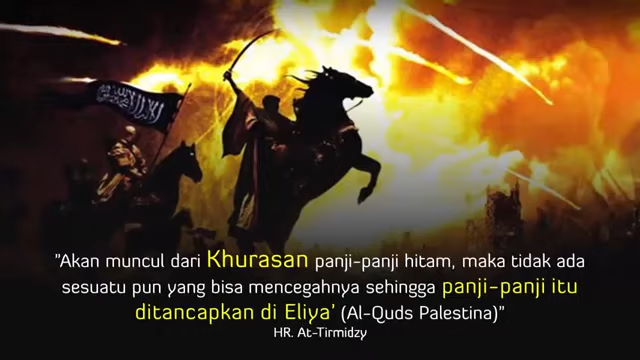 "Akan muncul dari Khurasan panji-panji hitam, maka tidak ada
sesuatu pun yang bisa mencegahnya sehingga panji-panji itu
ditancapkan di Eliya' (Al-Quds Palestina)"
HR. At-Tirmidzy